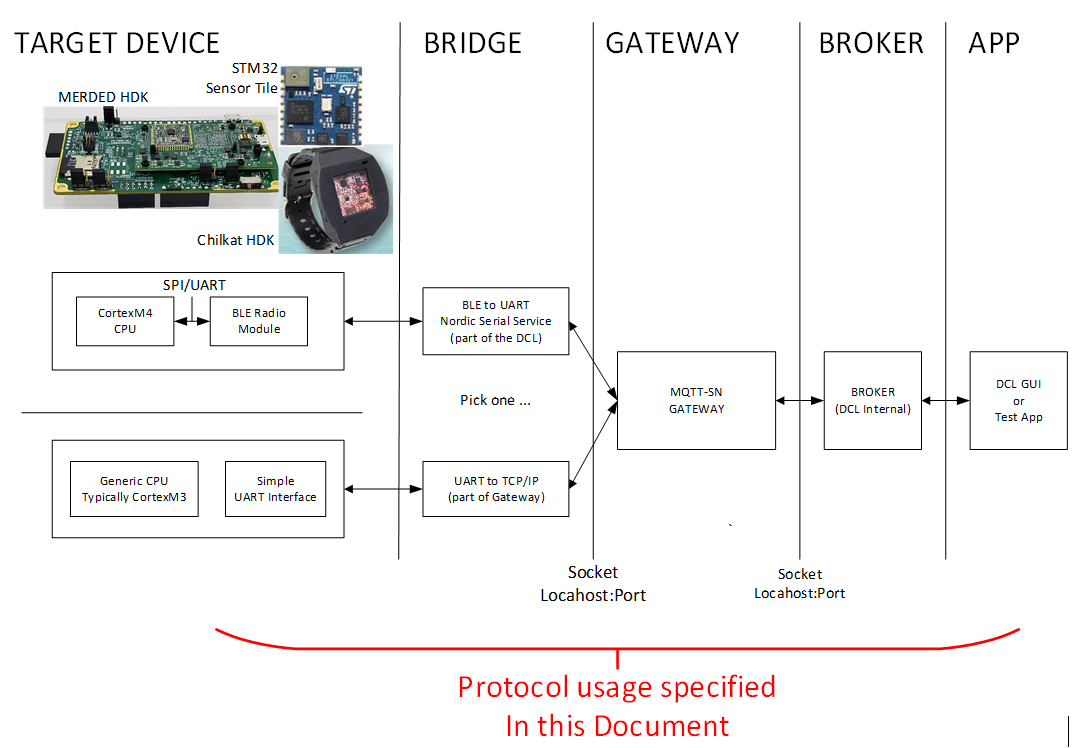 TARGET DEVICE
BRIDGE
GATEWAY
BROKER
APP
STM32
Sensor Tile
MERDED HDK
Chilkat HDK
SPI/UART
CortexM4
CPU
BLE Radio
Module
BLE to UART
Nordic Serial Service
(part of the DCL)
Pick one ...
MQTT-SN
GATEWAY
BROKER
(DCL Internal)
DCL GUI
or
Test App
Generic CPU
Typically CortexM3
Simple
UART Interface
UART to TCP/IP
(part of Gateway)
`
Socket
Locahost:Port
Socket
Locahost:Port
Protocol usage specified
In this Document